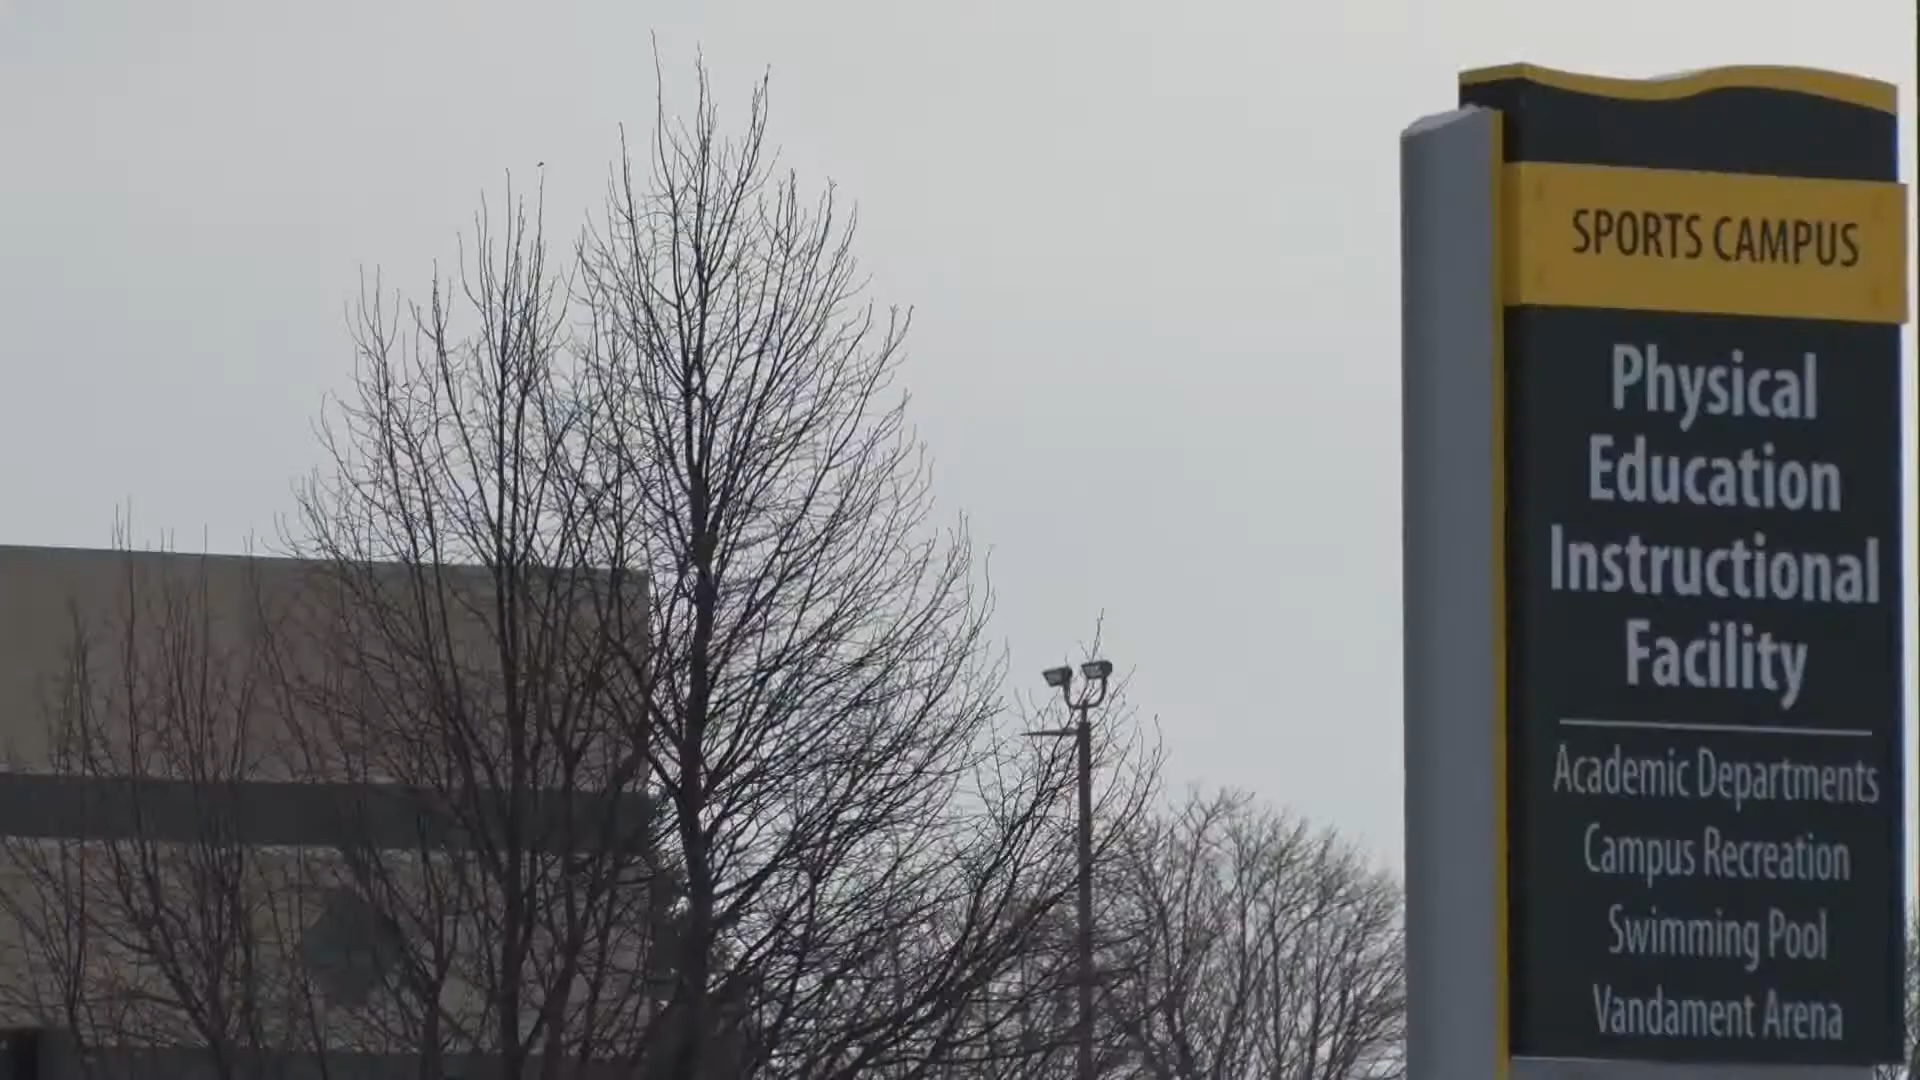 SPORTS CAMPUS
Physical
Education
Instructional
Facility
Academic Departments
Campus Recreation
Swimming Pool
Vandament Arena